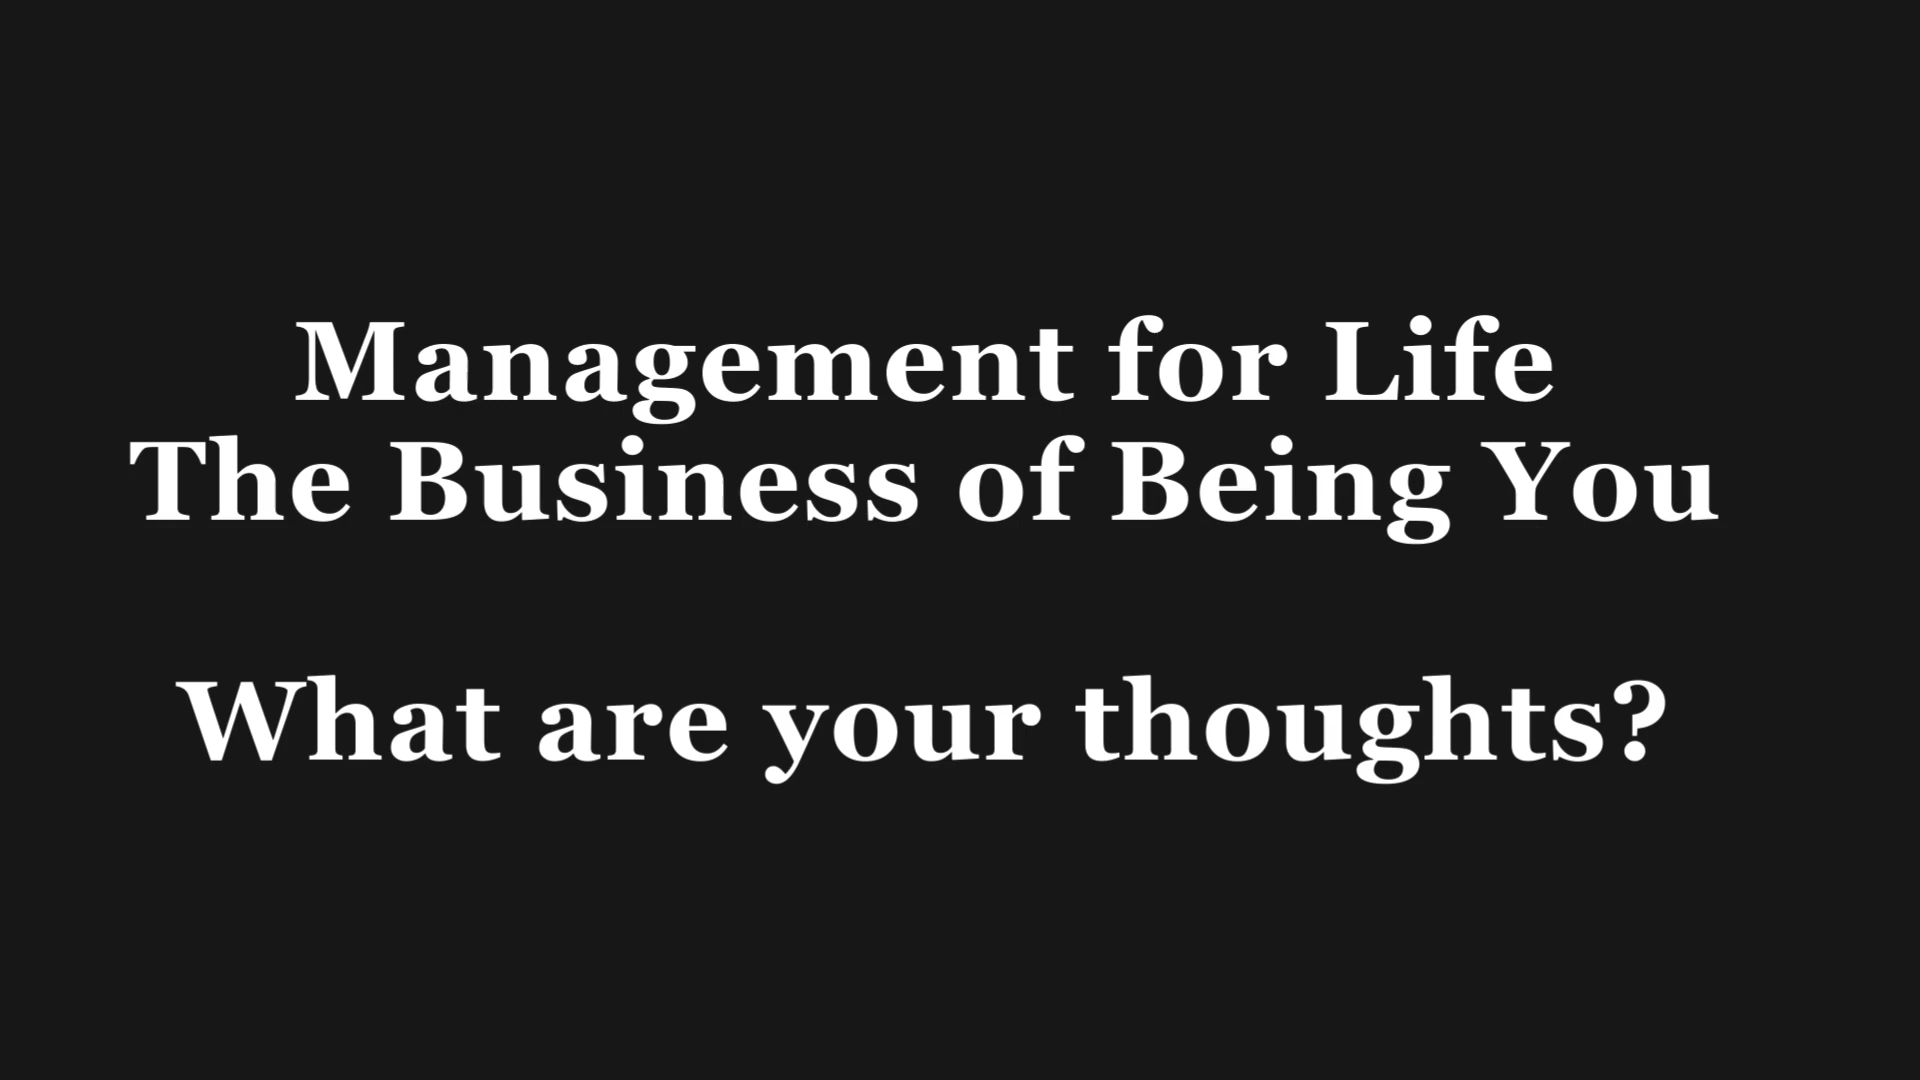 Management for Life
The Business of Being You
What are your thoughts?